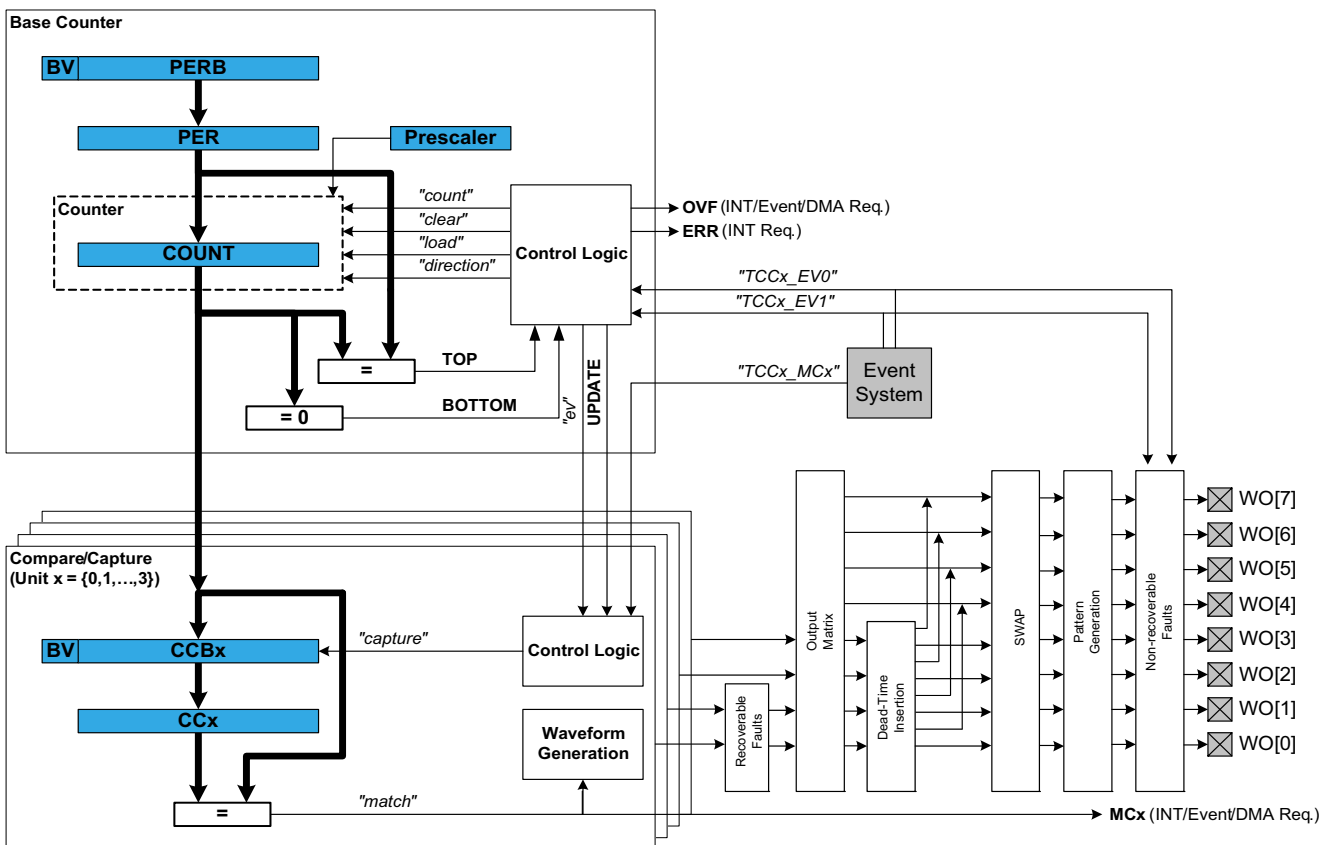 Base Counter
BV
PERB
PER
Prescaler
Counter
COUNT
"count"
"clear"
"load"
"direction"
Control Logic
OVF (INT/Event/DMA Req.)
ERR (INT Req.)
"TCCx_EV0"
"TCCx_EV1"
"TCCx_MCx"
Event
System
=
TOP
= 0
BOTTOM
"ev"
UPDATE
Compare/Capture
(Unit x = {0,1,…,3})
BV
CCBx
"capture"
Control Logic
CCx
Waveform
Generation
=
"match"
MCx (INT/Event/DMA Req.)
Recoverable
Faults
Output
Matrix
Dead-Time
Insertion
SWAP
Pattern
Generation
Non-recoverable
Faults
WO[7]
WO[6]
WO[5]
WO[4]
WO[3]
WO[2]
WO[1]
WO[0]